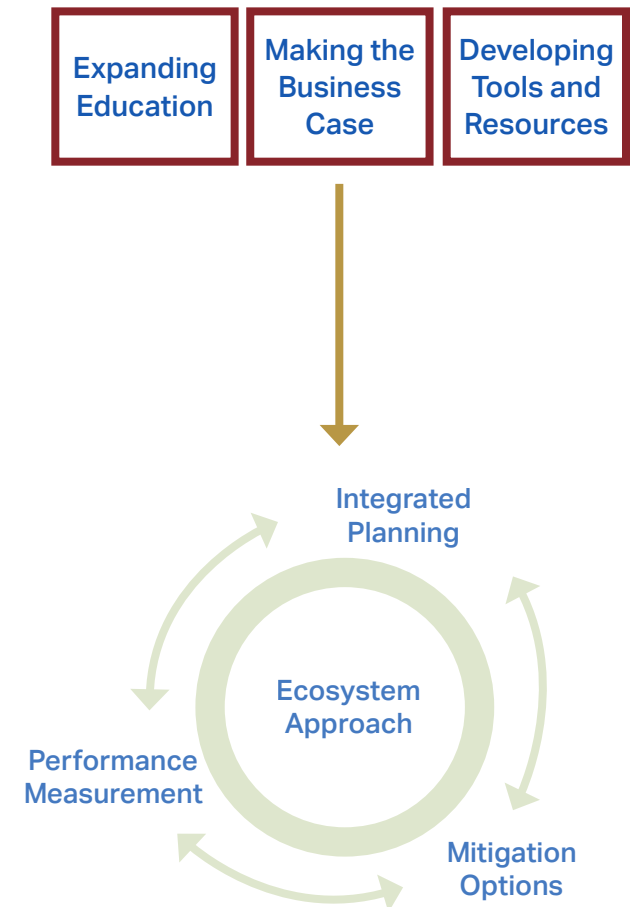 Expanding
Education
Making the
Business
Case
Developing
Tools and
Resources
Integrated
Planning
Ecosystem
Approach
Performance
Measurement
Mitigation
Options